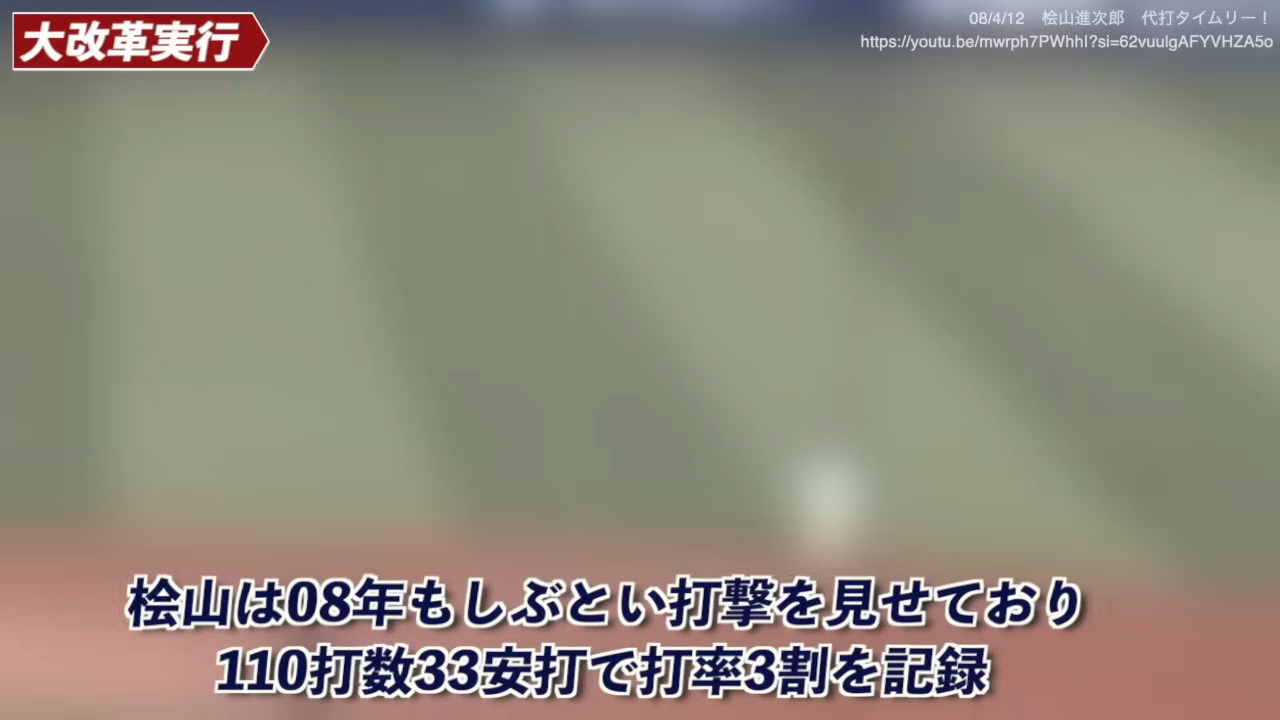 大改革実行
08/4/12　桧山進次郎　代打タイムリー！
https://youtu.be/mwrph7PWhhI?si=62vuulgAFYVHZA5o
桧山は08年もしぶとい打撃を見せており
110打数33安打で打率3割を記録